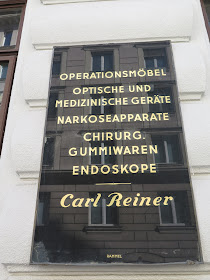 OPERATIONSMÖBEL
OPTISCHE UND
MEDIZINISCHE GERÄTE
NARKOSEAPPARATE
CHIRURG.
GUMMIWAREN
ENDOSKOPE
Carl Reiner